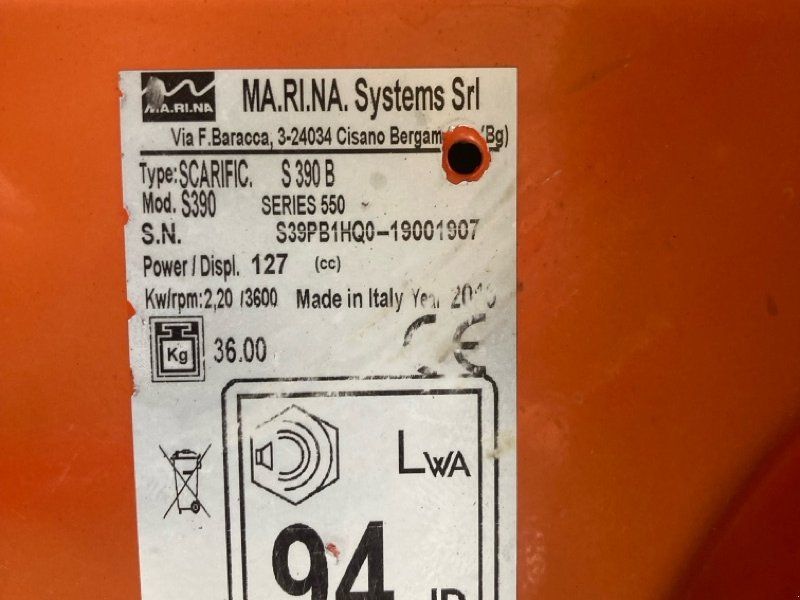 MA.RI.NA
MA.RI.NA. Systems Srl
Via F.Baracca, 3-24034 Cisano (Bg)
Type:SCARIFIC. S 390 B
Mod. S390 SERIES 550
S.N. S39PB1HQ0-19001907
Power / Displ. 127 (cc)
Kw/rpm:2,20 /3600 Made in Italy Year
CE
Kg 36.00
LWA
94